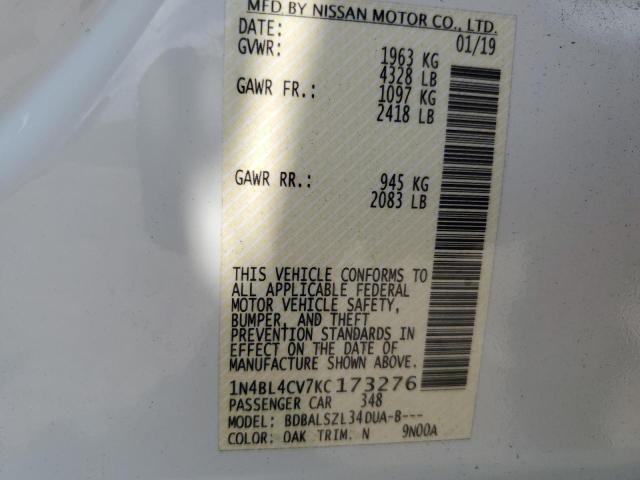 MFD BY NISSAN MOTOR CO., LTD.
DATE: 01/19
GVWR: 1963 KG
4328 LB
GAWR FR.: 1097 KG
2418 LB
GAWR RR.: 945 KG
2083 LB
THIS VEHICLE CONFORMS TO
ALL APPLICABLE FEDERAL
MOTOR VEHICLE SAFETY,
BUMPER, AND THEFT
PREVENTION STANDARDS IN
EFFECT ON THE DATE OF
MANUFACTURE SHOWN ABOVE.
1N4BL4CV7KC173276
PASSENGER CAR 348
MODEL: BDBALSZL34DUA-B---
COLOR: QAK TRIM. N 9N00A